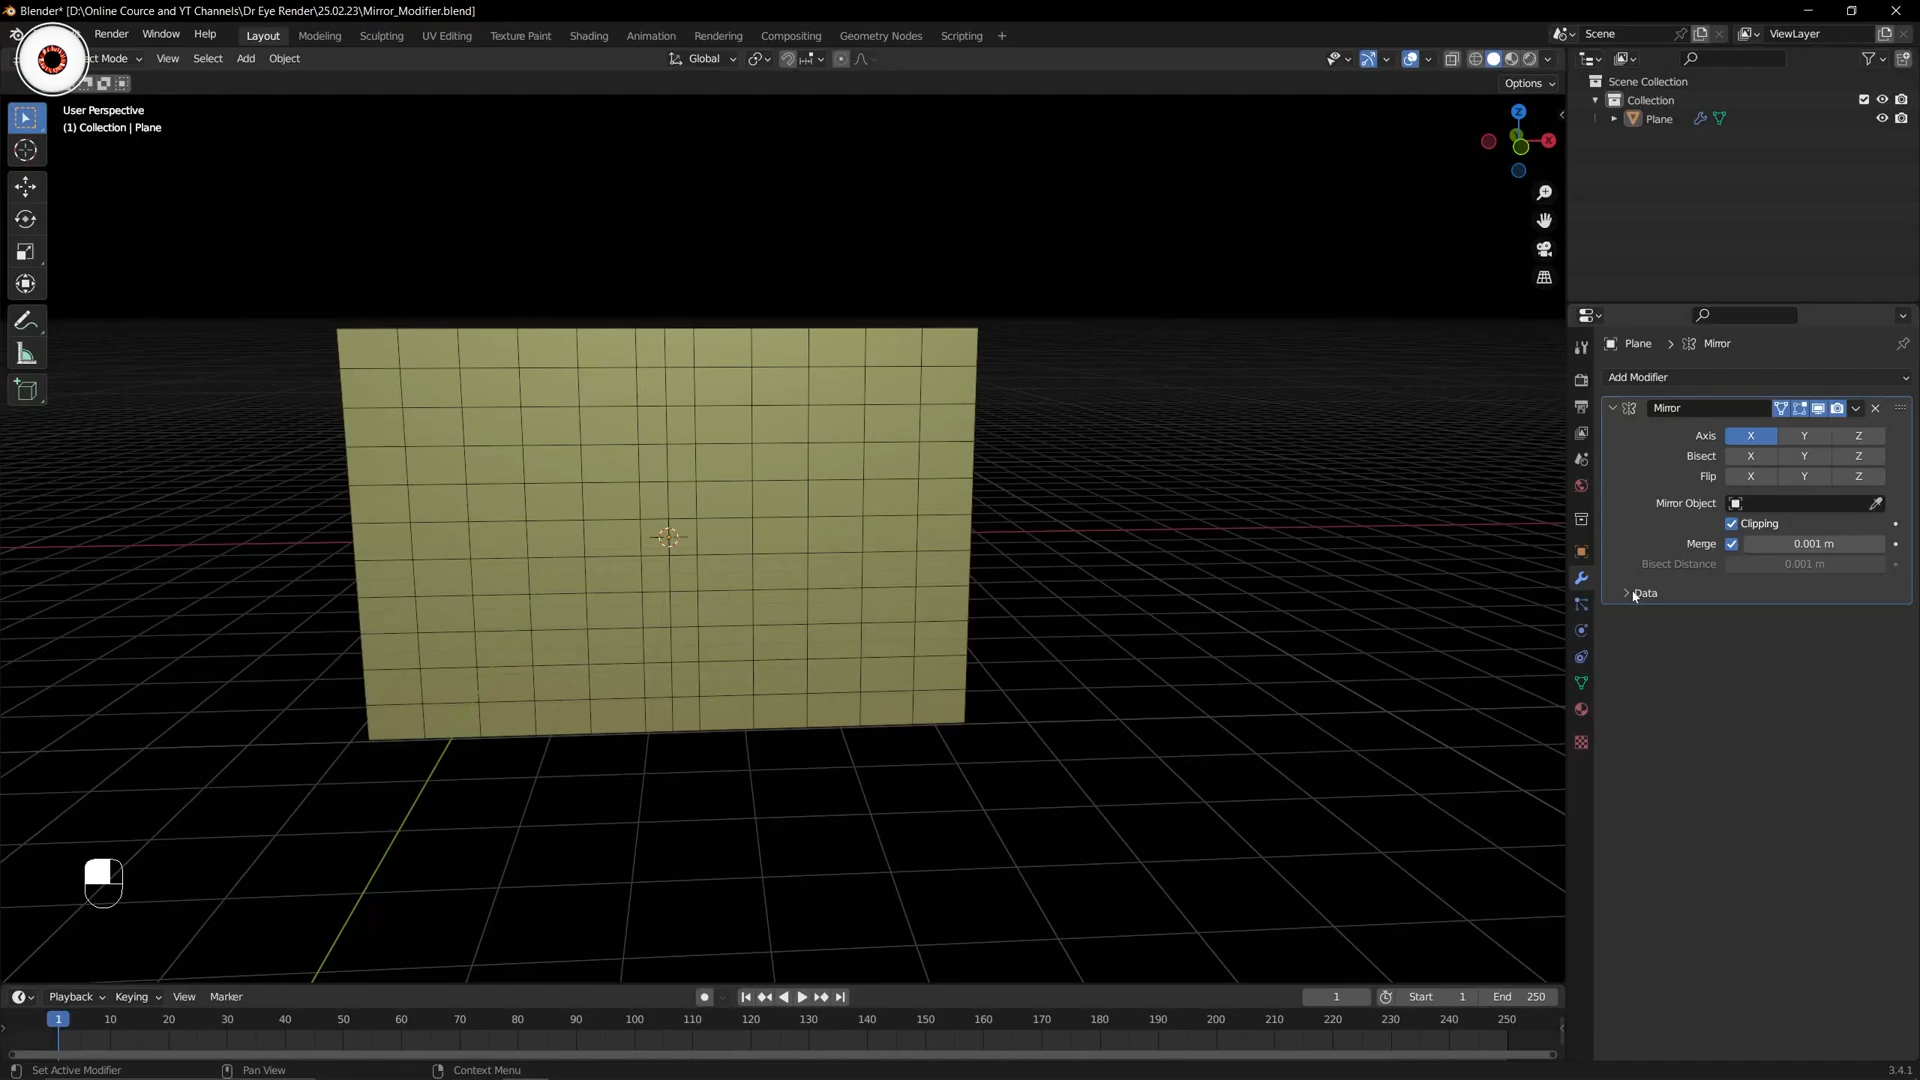 Blender* [D:\Online Cource and YT Channels\Dr Eye Render\25.02.23\Mirror_Modifier.blend]
Render Window Help Layout Modeling Sculpting UV Editing Texture Paint Shading Animation Rendering Compositing Geometry Nodes Scripting + Scene ViewLayer
ct Mode View Select Add Object Global
Options
User Perspective
(1) Collection | Plane
Z
X
Y
Scene Collection
Collection
Plane
Plane > Mirror
Add Modifier
Mirror
Axis X Y Z
Bisect X Y Z
Flip X Y Z
Mirror Object
Clipping
Merge 0.001 m
Bisect Distance 0.001 m
Data
Playback Keying View Marker 1 Start 1 End 250
1 10 20 30 40 50 60 70 80 90 100 110 120 130 140 150 160 170 180 190 200 210 220 230 240 250
Set Active Modifier Pan View Context Menu 3.4.1